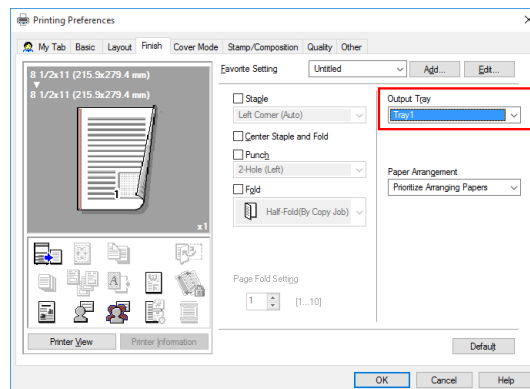 Printing Preferences
My Tab Basic Layout Finish Cover Mode Stamp/Composition Quality Other
8 1/2x11 (215.9x279.4 mm)
8 1/2x11 (215.9x279.4 mm)
1
x1
Printer View Printer Information
Favorite Setting Untitled Add... Edit...
Staple
Left Corner (Auto)
Center Staple and Fold
Punch
2-Hole (Left)
Fold
Half-Fold(By Copy Job)
Page Fold Setting
1 [1...10]
Output Tray
Tray1
Paper Arrangement
Prioritize Arranging Papers
Default
OK Cancel Help